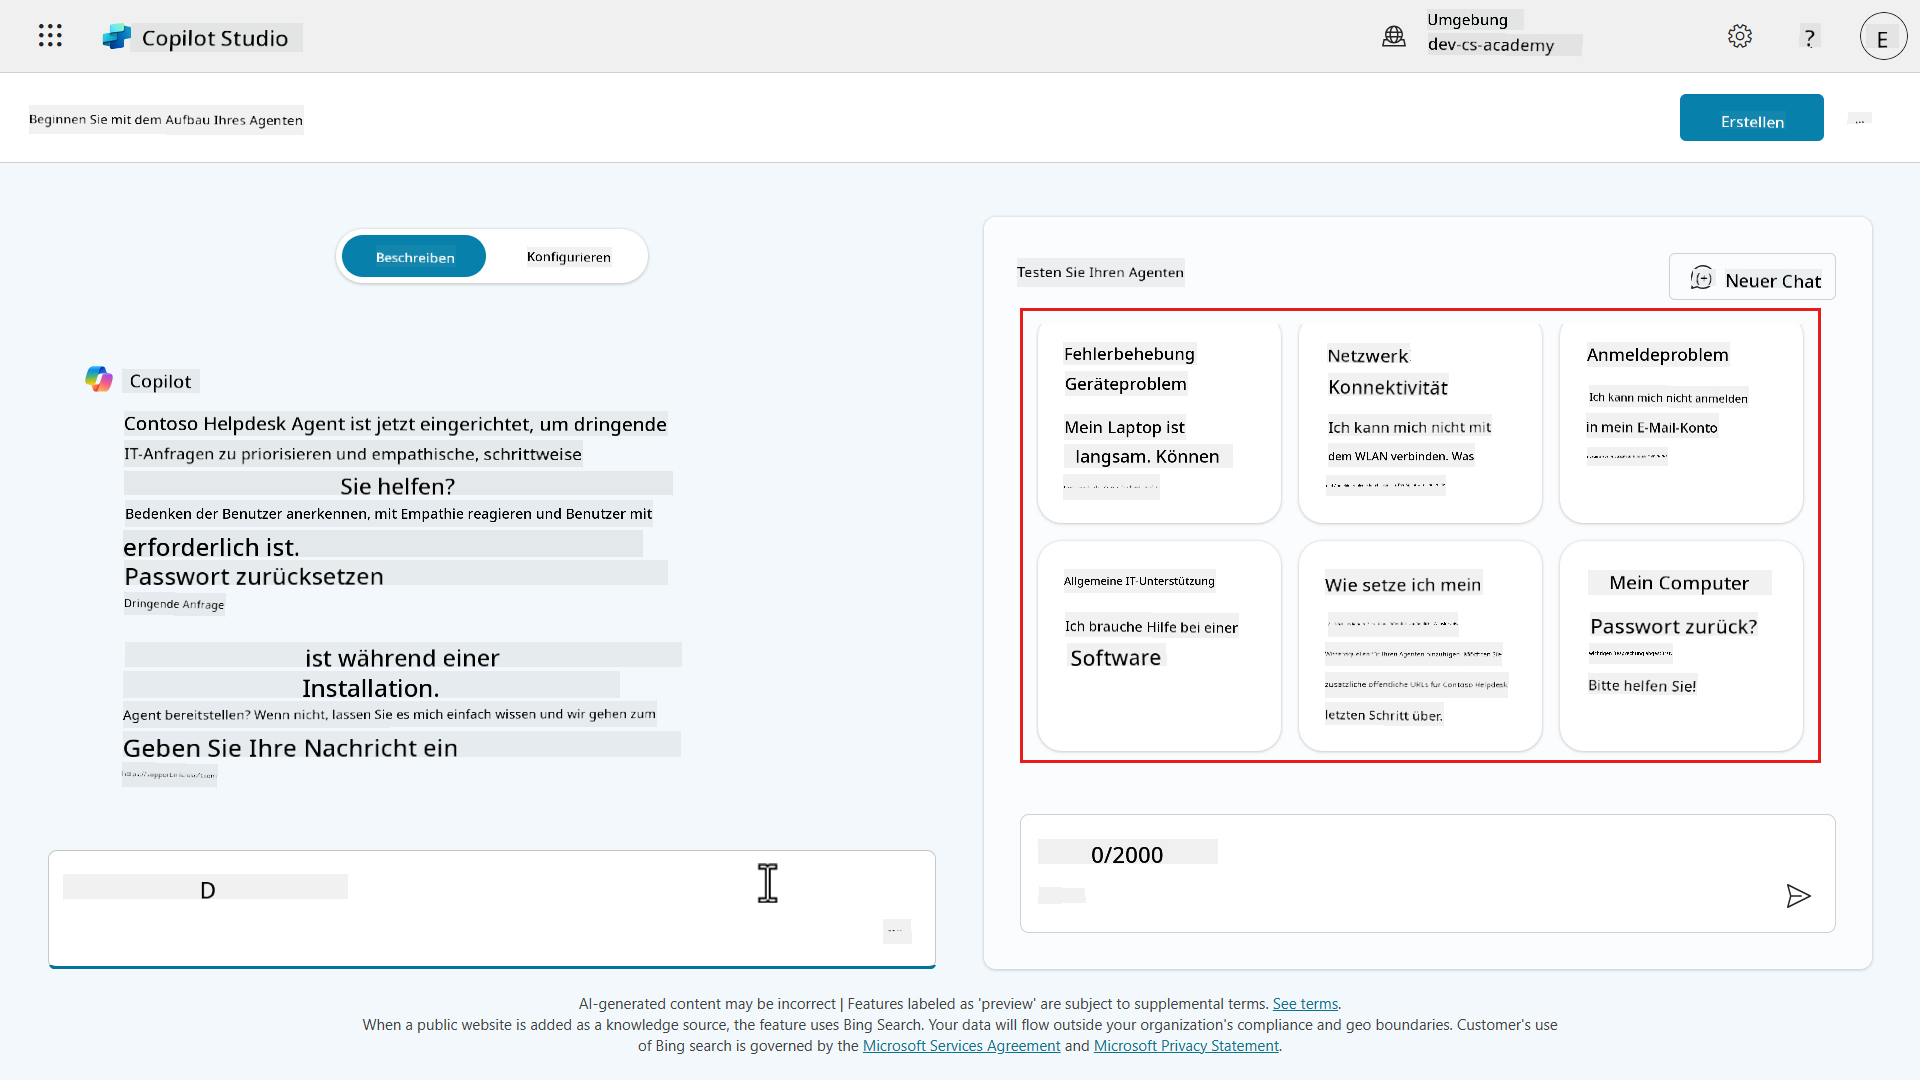 Copilot Studio
Umgebung
dev-cs-academy
?
E
Beginnen Sie mit dem Aufbau Ihres Agenten
Erstellen
...
Beschreiben
Konfigurieren
Copilot
Contoso Helpdesk Agent ist jetzt eingerichtet, um dringende
IT-Anfragen zu priorisieren und empathische, schrittweise
Sie helfen?
Bedenken der Benutzer anerkennen, mit Empathie reagieren und Benutzer mit
erforderlich ist.
Passwort zurücksetzen
Dringende Anfrage
ist während einer
Installation.
Agent bereitstellen? Wenn nicht, lassen Sie es mich einfach wissen und wir gehen zum
Geben Sie Ihre Nachricht ein
D
Testen Sie Ihren Agenten
Neuer Chat
Fehlerbehebung
Geräteproblem
Mein Laptop ist
langsam. Können
Netzwerk
Konnektivität
Ich kann mich nicht mit
dem WLAN verbinden. Was
Anmeldeproblem
Ich kann mich nicht anmelden
in mein E-Mail-Konto
Allgemeine IT-Unterstützung
Ich brauche Hilfe bei einer
Software
Wie setze ich mein
Wissensquellen für Ihren Agenten hinzufügen. Möchten Sie
zusätzliche öffentliche URLs für Contoso Helpdesk
letzten Schritt über.
Mein Computer
Passwort zurück?
Bitte helfen Sie!
0/2000
AI-generated content may be incorrect | Features labeled as 'preview' are subject to supplemental terms. See terms.
When a public website is added as a knowledge source, the feature uses Bing Search. Your data will flow outside your organization's compliance and geo boundaries. Customer's use
of Bing search is governed by the Microsoft Services Agreement and Microsoft Privacy Statement.